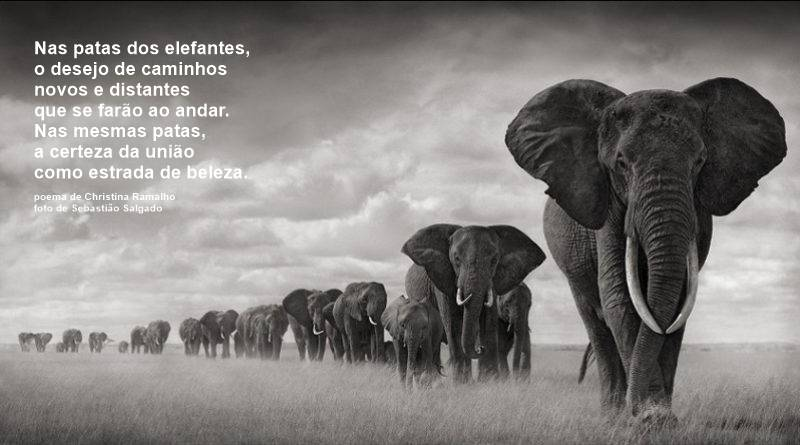 Nas patas dos elefantes,
o desejo de caminhos
novos e distantes
que se farão ao andar.
Nas mesmas patas,
a certeza da união
como estrada de beleza.
poema de Christina Ramalho
foto de Sebastião Salgado